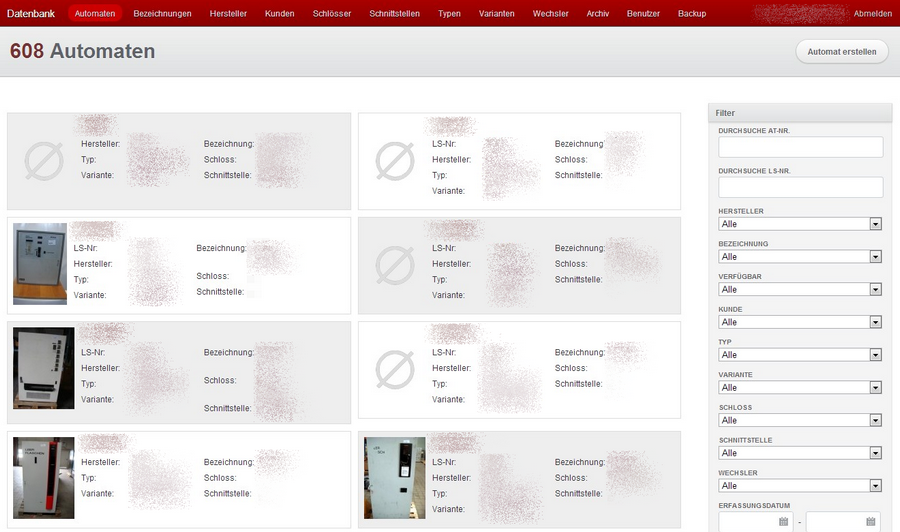 Datenbank Automaten Bezeichnungen Hersteller Kunden Schlösser Schnittstellen Typen Varianten Wechsler Archiv Benutzer Backup Abmelden
608 Automaten
Automat erstellen
Hersteller: Bezeichnung:
Typ: Schloss:
Variante: Schnittstelle:
LS-Nr: Bezeichnung:
Hersteller: Schloss:
Typ: Schnittstelle:
Variante:
LS-Nr: Bezeichnung:
Hersteller:
Typ: Schloss:
Variante: Schnittstelle:
LS-Nr: Bezeichnung:
Hersteller: Schloss:
Typ: Schnittstelle:
Variante:
LS-Nr: Bezeichnung:
Hersteller:
Typ: Schloss:
Variante:
Schnittstelle:
LS-Nr: Bezeichnung:
Hersteller: Schloss:
Typ: Schnittstelle:
Variante:
Hersteller: Bezeichnung:
Typ: Schloss:
Variante: Schnittstelle:
LS-Nr: Bezeichnung:
Hersteller: Schloss:
Typ: Schnittstelle:
Variante:
Filter
DURCHSUCHE AT-NR.
DURCHSUCHE LS-NR.
HERSTELLER
Alle
BEZEICHNUNG
Alle
VERFÜGBAR
Alle
KUNDE
Alle
TYP
Alle
VARIANTE
Alle
SCHLOSS
Alle
SCHNITTSTELLE
Alle
WECHSLER
Alle
ERFASSUNGSDATUM
-